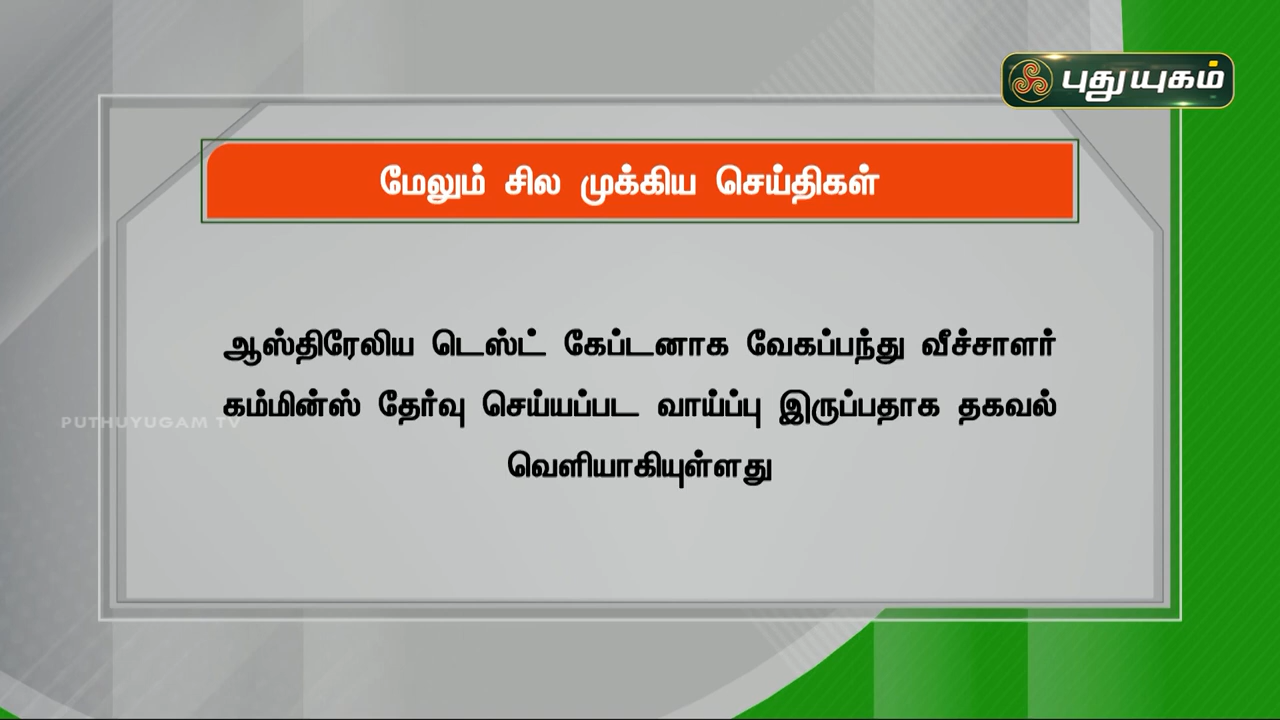 புதுயுகம்
மேலும் சில முக்கிய செய்திகள்
ஆஸ்திரேலிய டெஸ்ட் கேப்டனாக வேகப்பந்து வீச்சாளர்
கம்மின்ஸ் தேர்வு செய்யப்பட வாய்ப்பு இருப்பதாக தகவல்
வெளியாகியுள்ளது
PUTHUYUGAM TV